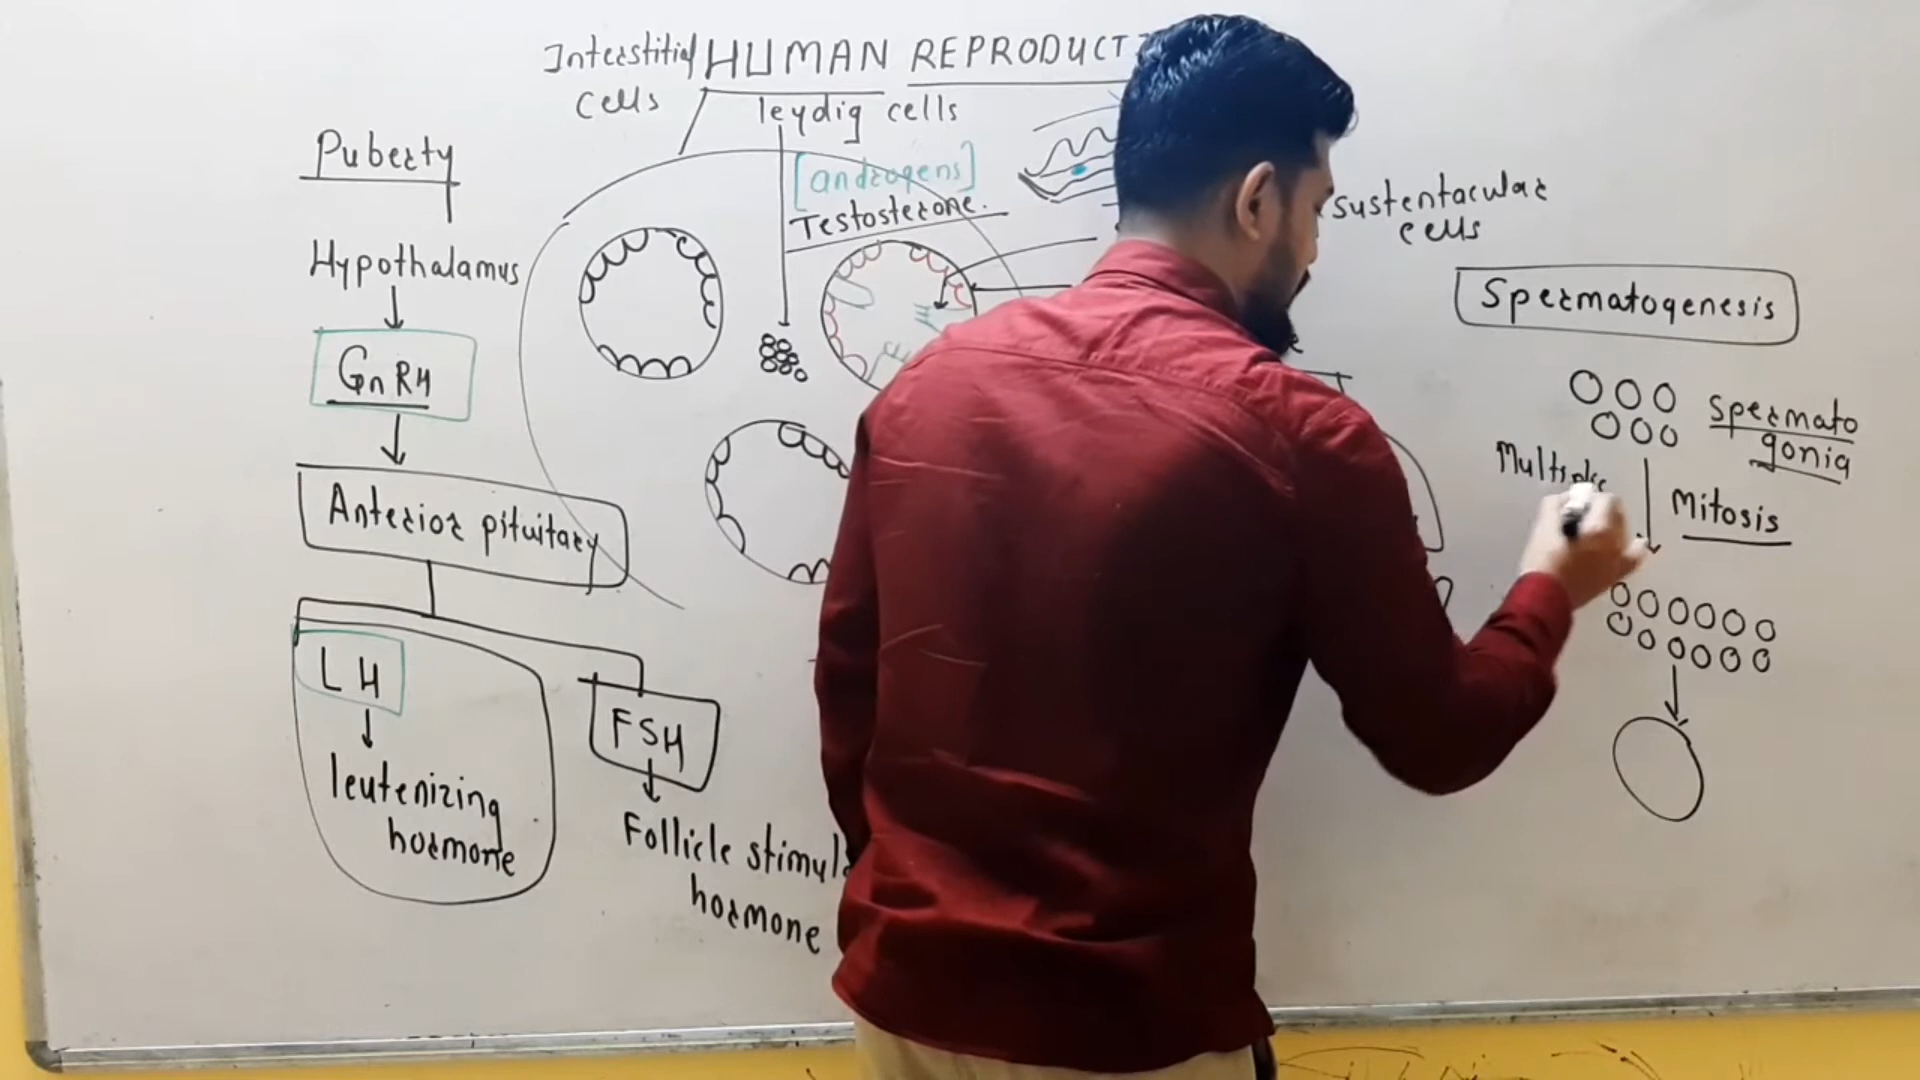 Interstitial
cells
HUMAN REPRODUCT
leydig cells
[androgens]
Testosterone.
Puberty
Hypothalamus
GnRH
Anterior pituitary
LH
leutenizing
hormone
FSH
Follicle stimul
hormone
sustentacular
cells
Spermatogenesis
spermato
gonia
Multiple
Mitosis